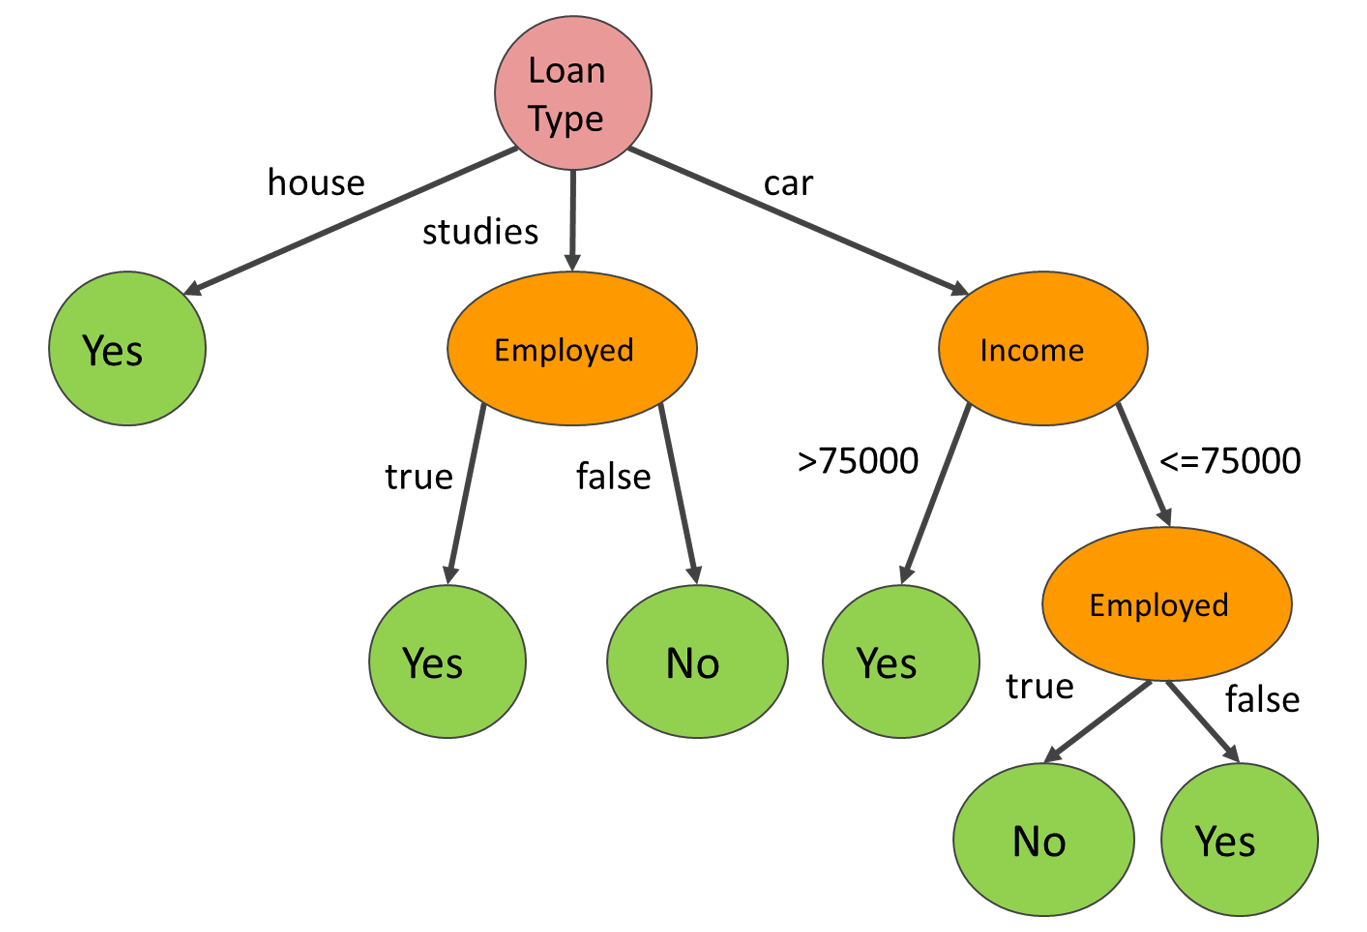 Loan
Type
house
studies
car
Yes
Employed
Income
true
false
>75000
<=75000
Yes
No
Yes
Employed
true
false
No
Yes